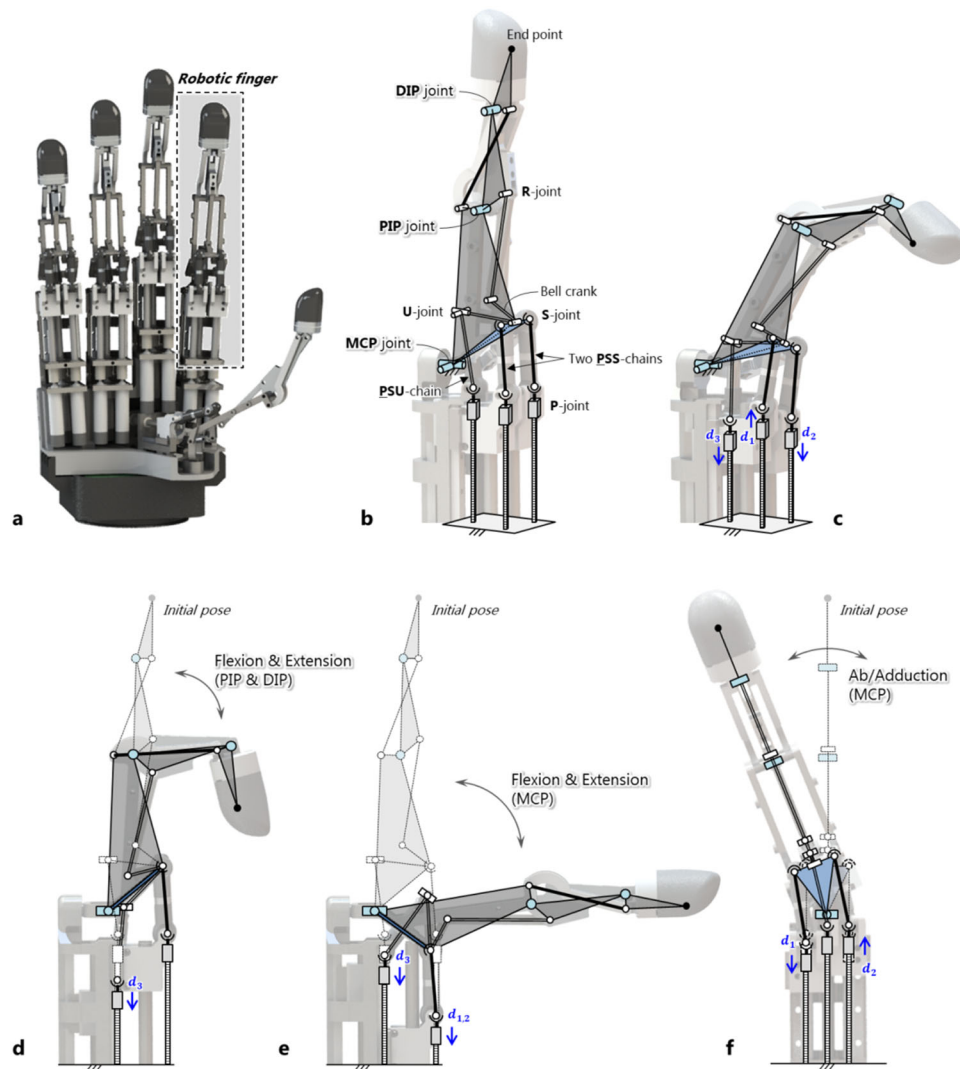 Robotic finger
a
End point
DIP joint
R-joint
PIP joint
Bell crank
U-joint
S-joint
MCP joint
Two PSS-chains
PSU-chain
P-joint
b
d3
d1
d2
c
Initial pose
Flexion & Extension
(PIP & DIP)
d3
d
Initial pose
Flexion & Extension
(MCP)
d3
d1,2
e
Initial pose
Ab/Adduction
(MCP)
d1
d2
f